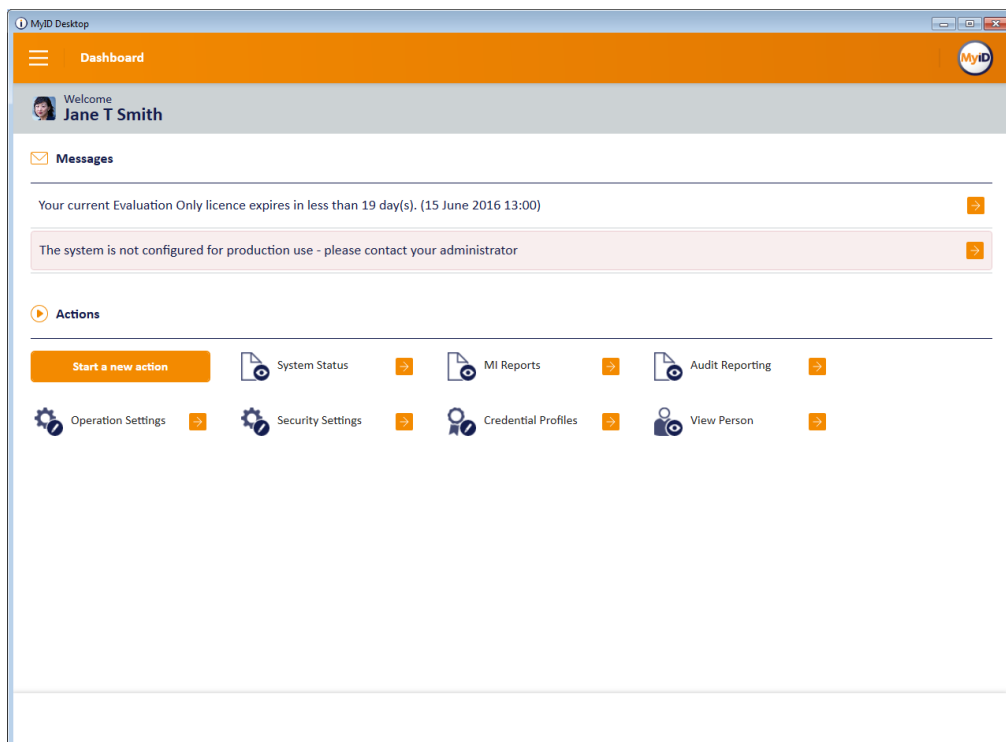 MyID Desktop
Dashboard
MyID
Welcome
Jane T Smith
Messages
Your current Evaluation Only licence expires in less than 19 day(s). (15 June 2016 13:00)
The system is not configured for production use - please contact your administrator
Actions
Start a new action System Status MI Reports Audit Reporting
Operation Settings Security Settings Credential Profiles View Person